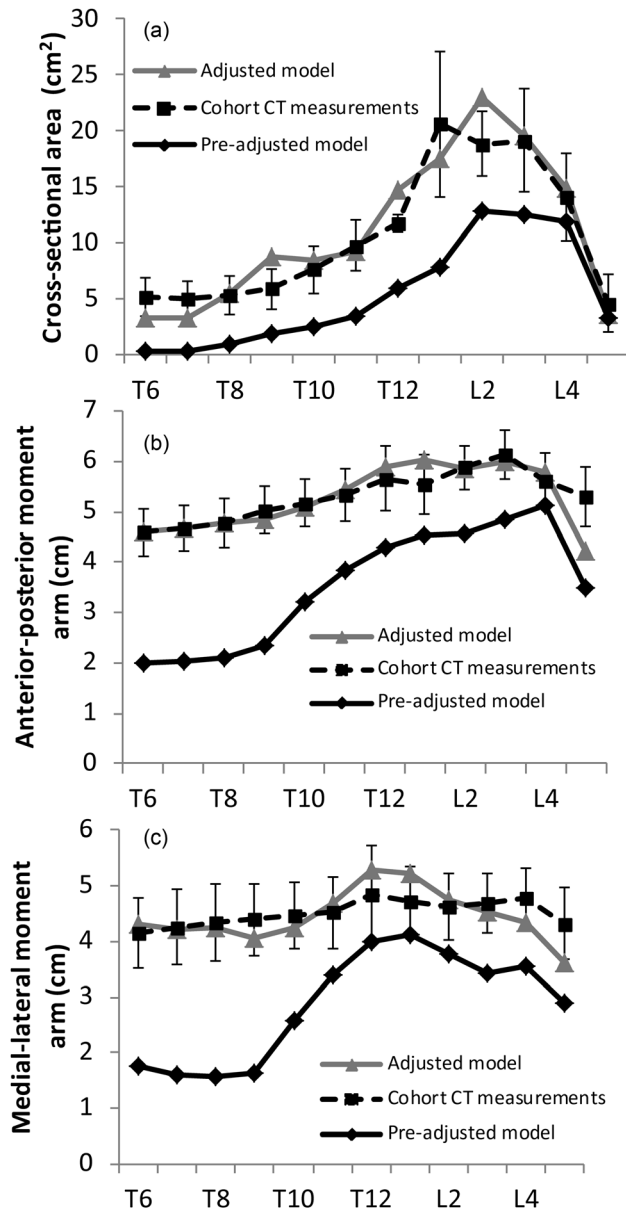 (a)
Cross-sectional area (cm²)
30
25
20
15
10
5
0
Adjusted model
Cohort CT measurements
Pre-adjusted model
T6 T8 T10 T12 L2 L4
(b)
Anterior-posterior moment
arm (cm)
7
6
5
4
3
2
1
0
Adjusted model
Cohort CT measurements
Pre-adjusted model
T6 T8 T10 T12 L2 L4
(c)
Medial-lateral moment
arm (cm)
6
5
4
3
2
1
0
Adjusted model
Cohort CT measurements
Pre-adjusted model
T6 T8 T10 T12 L2 L4